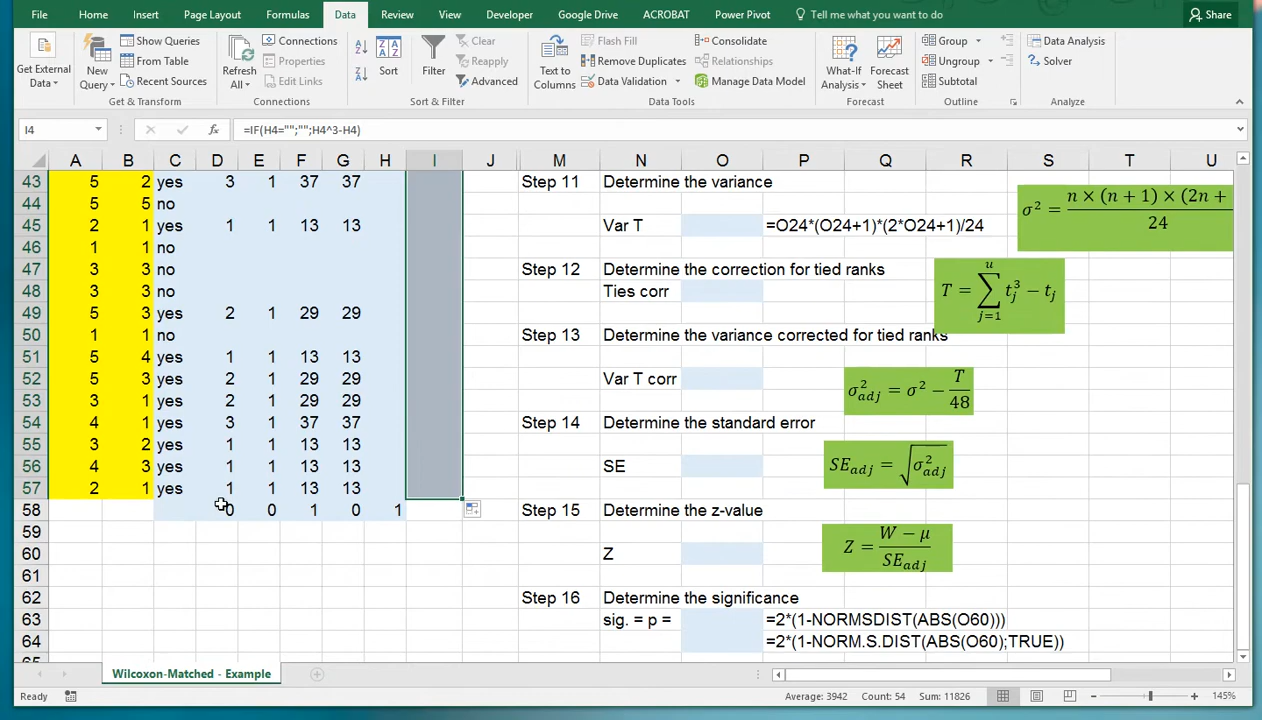 File Home Insert Page Layout Formulas Data Review View Developer Google Drive ACROBAT Power Pivot Tell me what you want to do Share
Get External Data
New Query
Show Queries
From Table
Recent Sources
Get & Transform
Refresh All
Connections
Properties
Edit Links
Connections
Sort
Filter
Clear
Reapply
Advanced
Sort & Filter
Text to Columns
Flash Fill
Remove Duplicates
Data Validation
Consolidate
Relationships
Manage Data Model
Data Tools
What-If Analysis
Forecast Sheet
Forecast
Group
Ungroup
Subtotal
Outline
Data Analysis
Solver
Analyze
I4 fx =IF(H4="";"";H4^3-H4)
A B C D E F G H I J M N O P Q R S T U
43 5 2 yes 3 1 37 37 Step 11 Determine the variance
44 5 5 no σ² = n × (n + 1) × (2n + / 24
45 2 1 yes 1 1 13 13 Var T =O24*(O24+1)*(2*O24+1)/24
46 1 1 no
47 3 3 no Step 12 Determine the correction for tied ranks
48 3 3 no Ties corr T = ∑ u j=1 t_j^3 − t_j
49 5 3 yes 2 1 29 29
50 1 1 no Step 13 Determine the variance corrected for tied ranks
51 5 4 yes 1 1 13 13
52 5 3 yes 2 1 29 29 Var T corr σ²_adj = σ² − T/48
53 3 1 yes 2 1 29 29
54 4 1 yes 3 1 37 37 Step 14 Determine the standard error
55 3 2 yes 1 1 13 13
56 4 3 yes 1 1 13 13 SE SE_adj = √σ²_adj
57 2 1 yes 1 1 13 13
58 0 0 1 0 1 Step 15 Determine the z-value
59
60 Z Z = W − μ / SE_adj
61
62 Step 16 Determine the significance
63 sig. = p = =2*(1-NORMSDIST(ABS(O60)))
64 =2*(1-NORM.S.DIST(ABS(O60);TRUE))
Wilcoxon-Matched - Example
Ready Average: 3942 Count: 54 Sum: 11826 145%